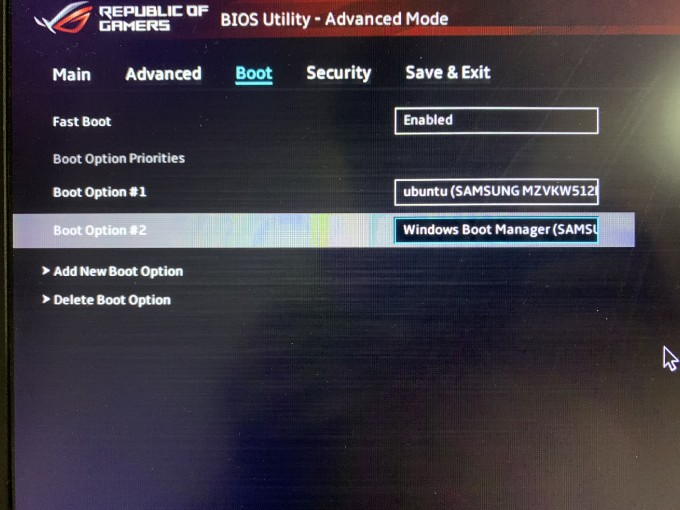 REPUBLIC OF
GAMERS
BIOS Utility - Advanced Mode
Main Advanced Boot Security Save & Exit
Fast Boot Enabled
Boot Option Priorities
Boot Option #1 ubuntu (SAMSUNG MZVKW512
Boot Option #2 Windows Boot Manager (SAMSU
> Add New Boot Option
> Delete Boot Option